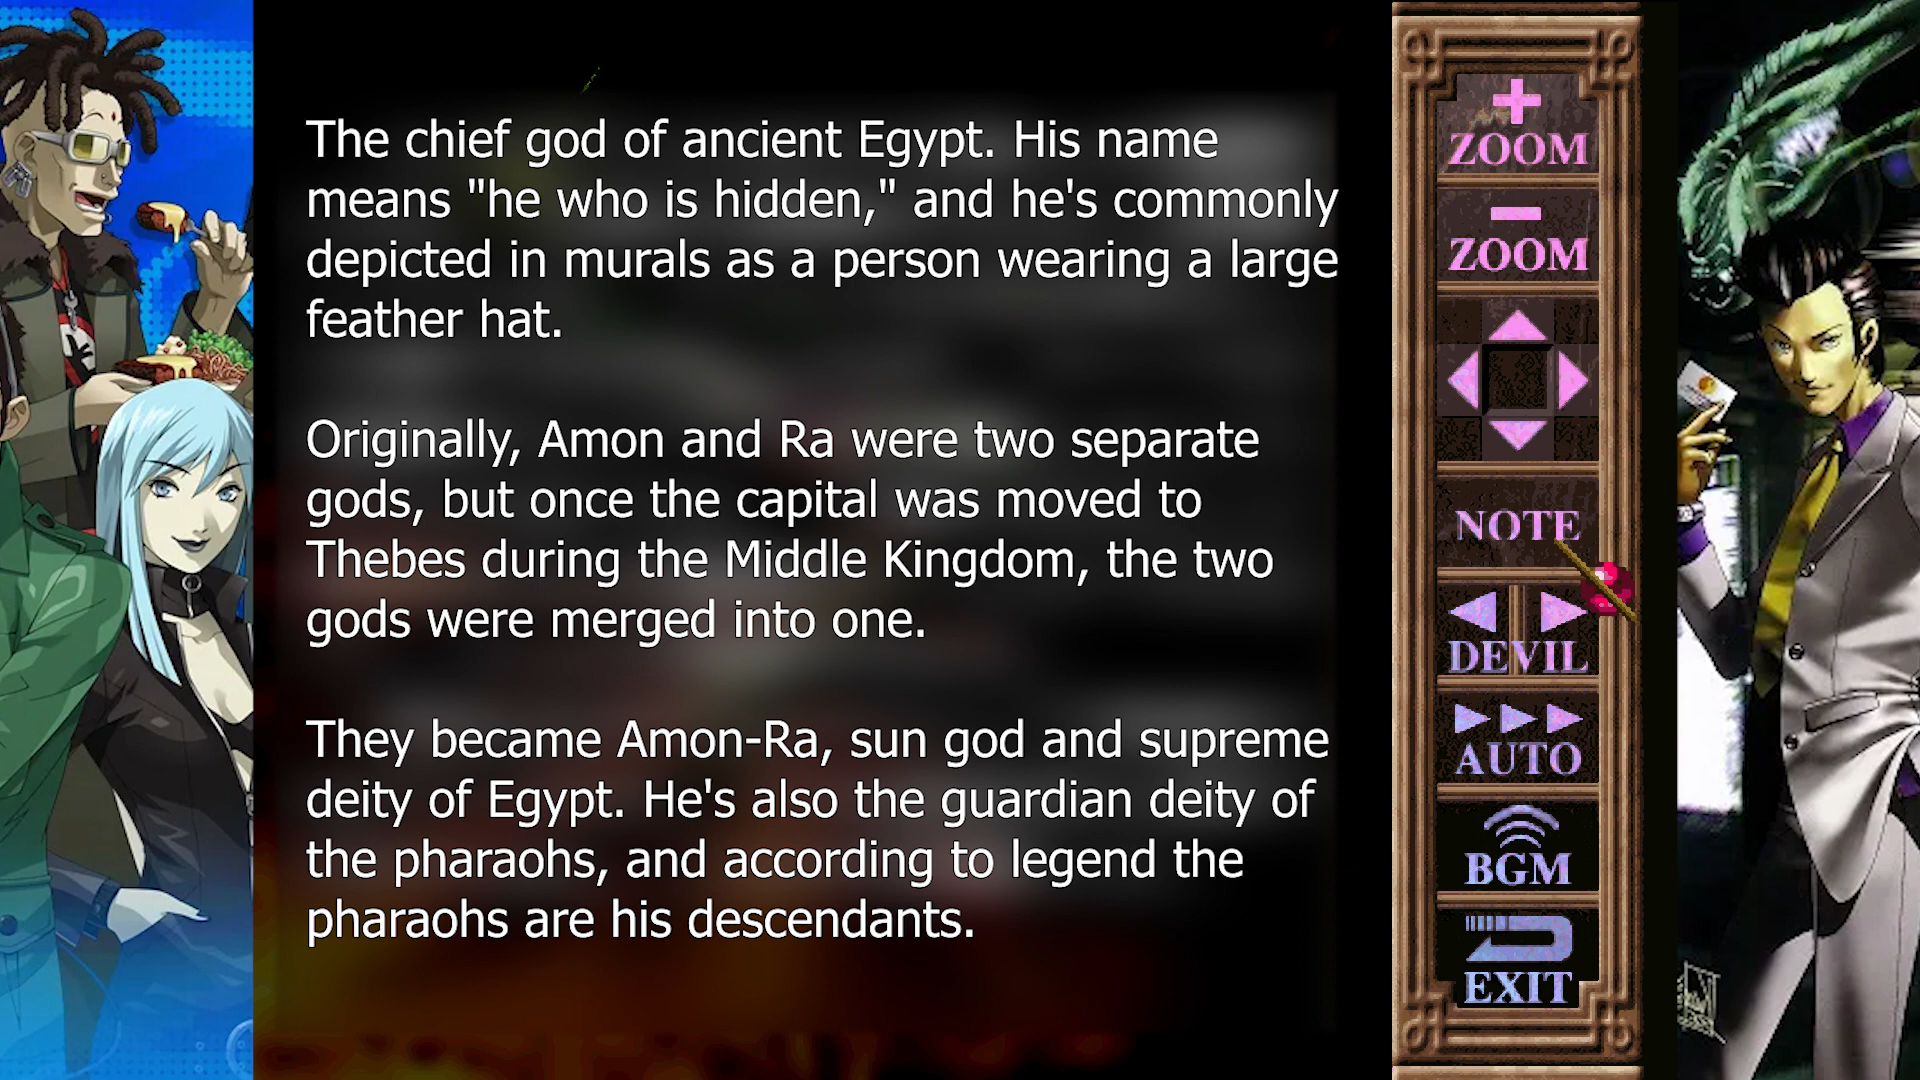 The chief god of ancient Egypt. His name
means "he who is hidden," and he's commonly
depicted in murals as a person wearing a large
feather hat.
Originally, Amon and Ra were two separate
gods, but once the capital was moved to
Thebes during the Middle Kingdom, the two
gods were merged into one.
They became Amon-Ra, sun god and supreme
deity of Egypt. He's also the guardian deity of
the pharaohs, and according to legend the
pharaohs are his descendants.
ZOOM
ZOOM
NOTE
DEVIL
AUTO
BGM
EXIT